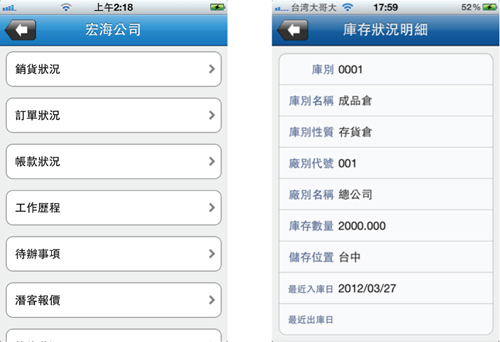 上午2:18
宏海公司
銷貨狀況
訂單狀況
帳款狀況
工作歷程
待辦事項
潛客報價
台湾大哥大 17:59 52%
庫存狀況明細
庫別 0001
庫別名稱 成品倉
庫別性質 存貨倉
廠別代號 001
廠別名稱 總公司
庫存數量 2000.000
儲存位置 台中
最近入庫日 2012/03/27
最近出庫日